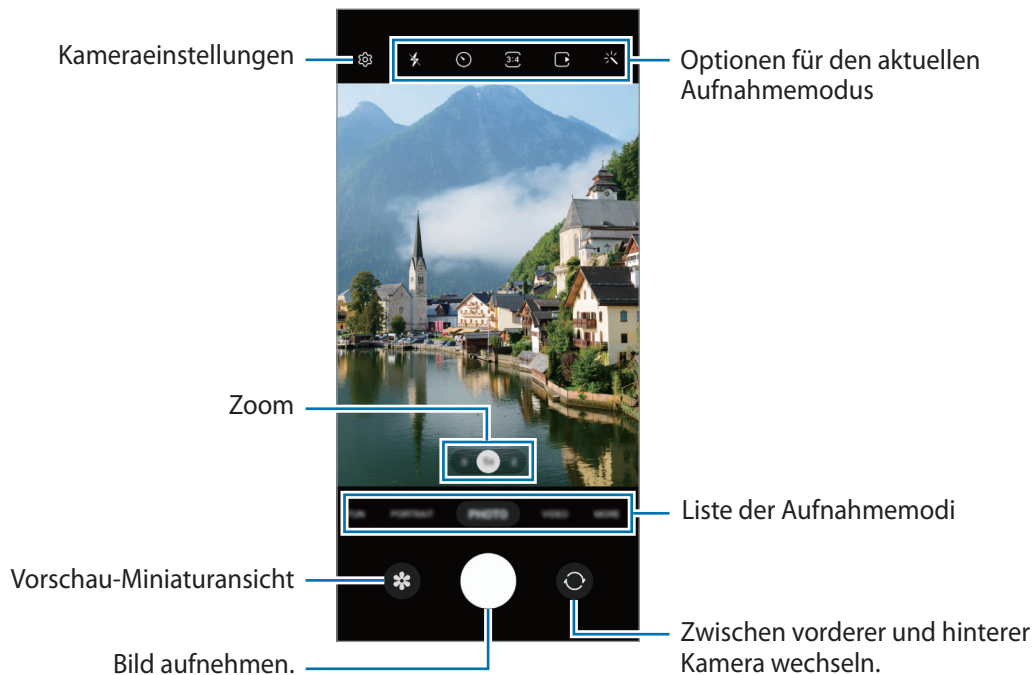 Kameraeinstellungen
3:4
Optionen für den aktuellen
Aufnahmemodus
Zoom
FUN PORTRAIT PHOTO VIDEO MORE
Liste der Aufnahmemodi
Vorschau-Miniaturansicht
Bild aufnehmen.
Zwischen vorderer und hinterer
Kamera wechseln.